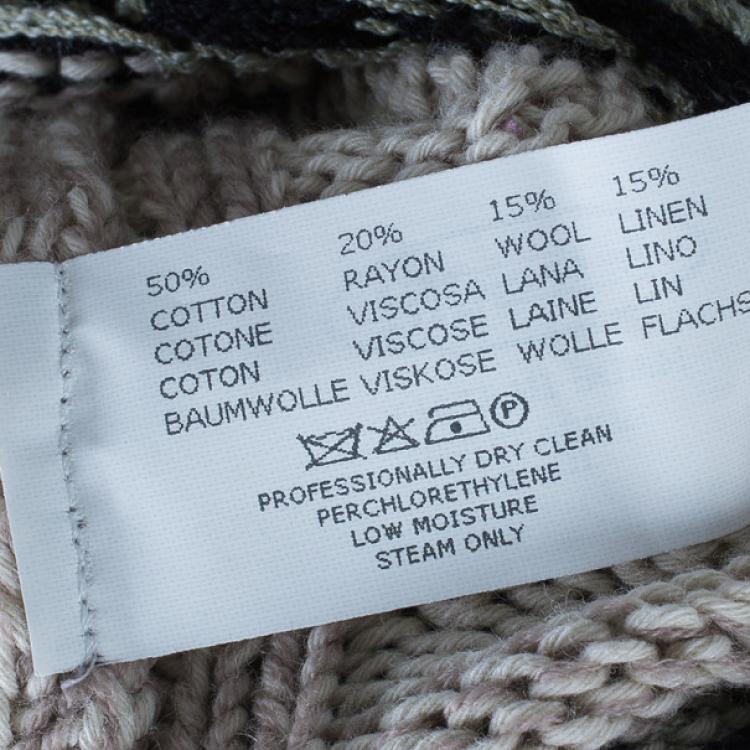 50%
COTTON
COTONE
COTON
BAUMWOLLE
20%
RAYON
VISCOSA
VISCOSE
VISKOSE
15%
WOOL
LANA
LAINE
WOLLE
15%
LINEN
LINO
LIN
FLACHS
P
PROFESSIONALLY DRY CLEAN
PERCHLORETHYLENE
LOW MOISTURE
STEAM ONLY